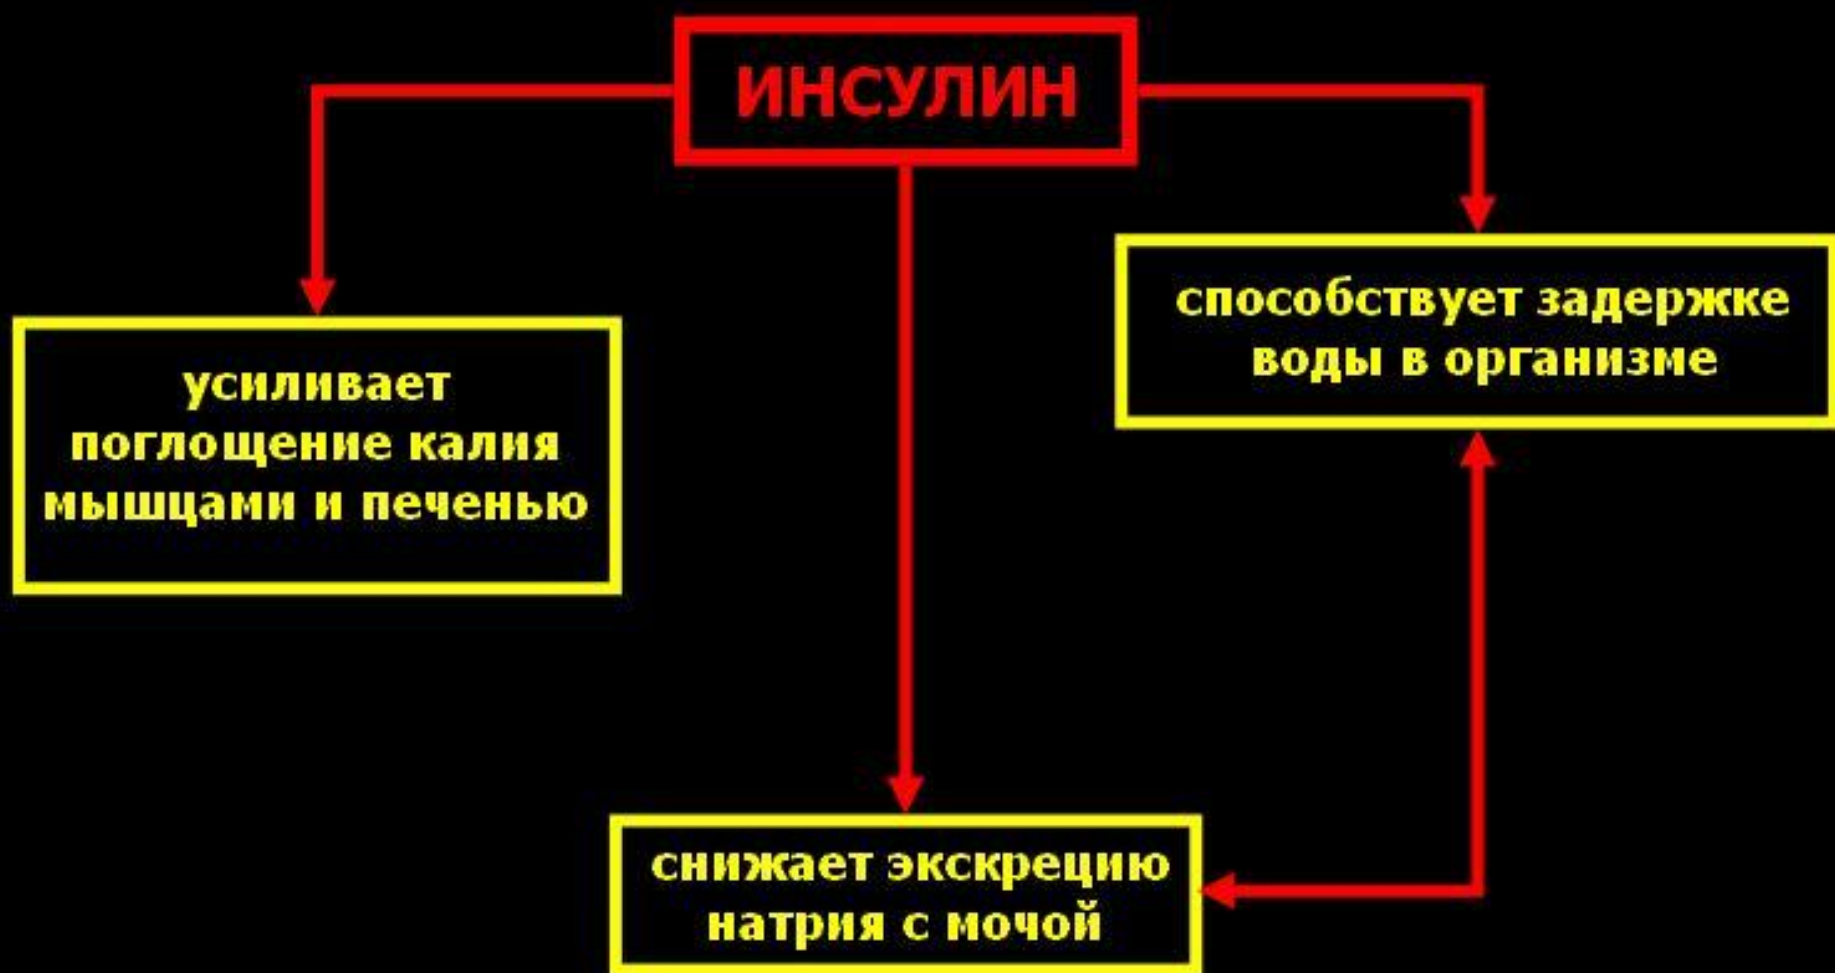 ИНСУЛИН
усиливает
поглощение калия
мышцами и печенью
способствует задержке
воды в организме
снижает экскрецию
натрия с мочой